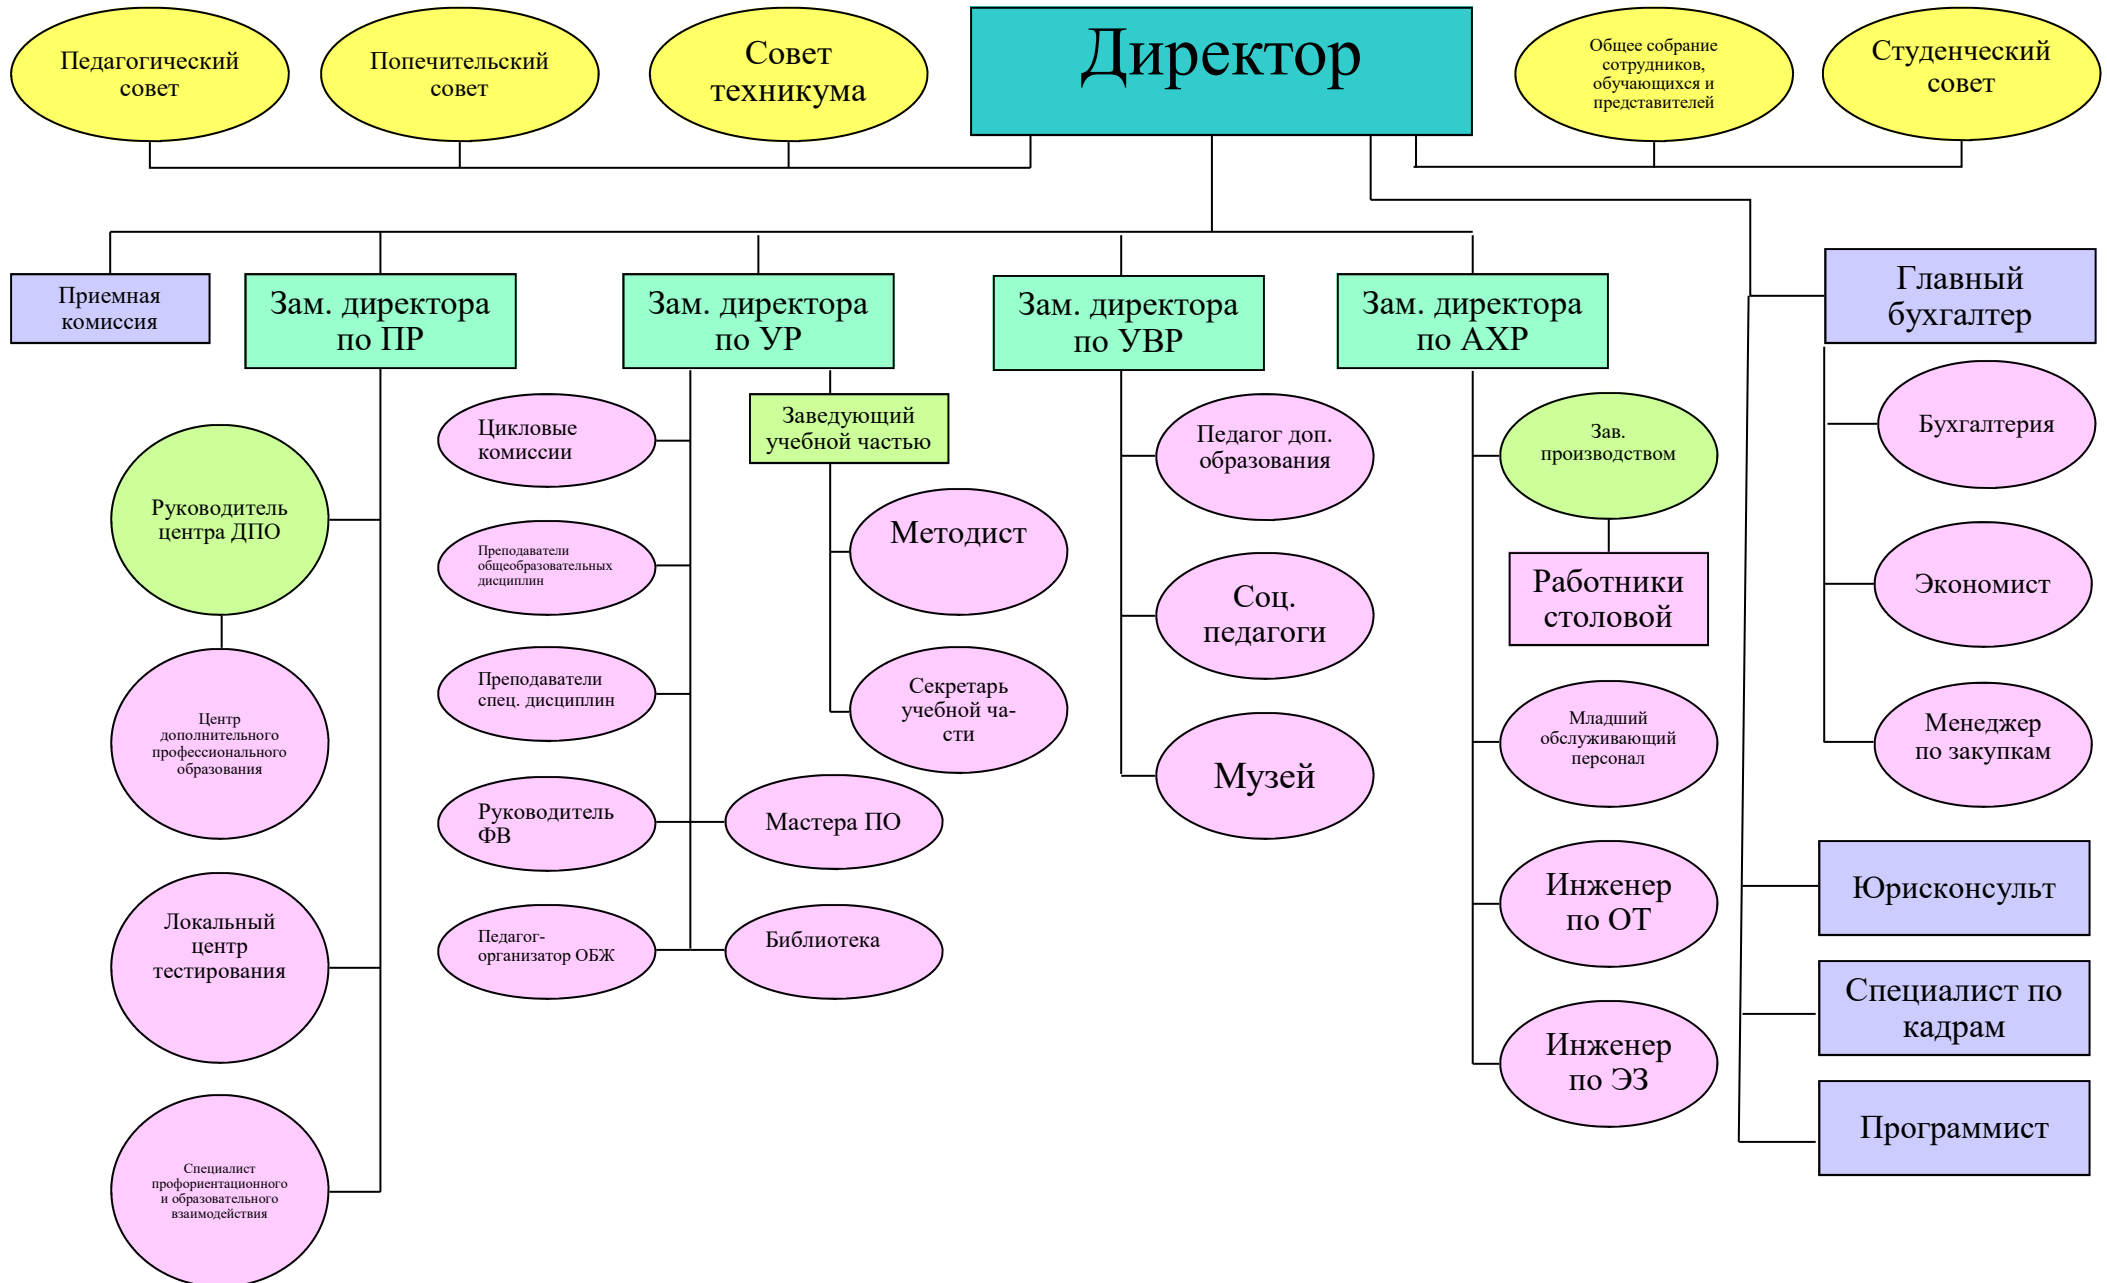 Педагогический
совет
Попечительский
совет
Совет
техникума
Директор
Общее собрание
сотрудников,
обучающихся и
представителей
Студенческий
совет
Приемная
комиссия
Зам. директора
по ПР
Зам. директора
по УР
Зам. директора
по УВР
Зам. директора
по АХР
Главный
бухгалтер
Руководитель
центра ДПО
Центр
дополнительного
профессионального
образования
Локальный
центр
тестирования
Специалист
профориентационного
и образовательного
взаимодействия
Цикловые
комиссии
Преподаватели
общеобразовательных
дисциплин
Преподаватели
спец. дисциплин
Руководитель
ФВ
Педагог-
организатор ОБЖ
Заведующий
учебной частью
Методист
Секретарь
учебной ча-
сти
Мастера ПО
Библиотека
Педагог доп.
образования
Соц.
педагоги
Музей
Зав.
производством
Работники
столовой
Младший
обслуживающий
персонал
Инженер
по ОТ
Инженер
по ЭЗ
Бухгалтерия
Экономист
Менеджер
по закупкам
Юрисконсульт
Специалист по
кадрам
Программист